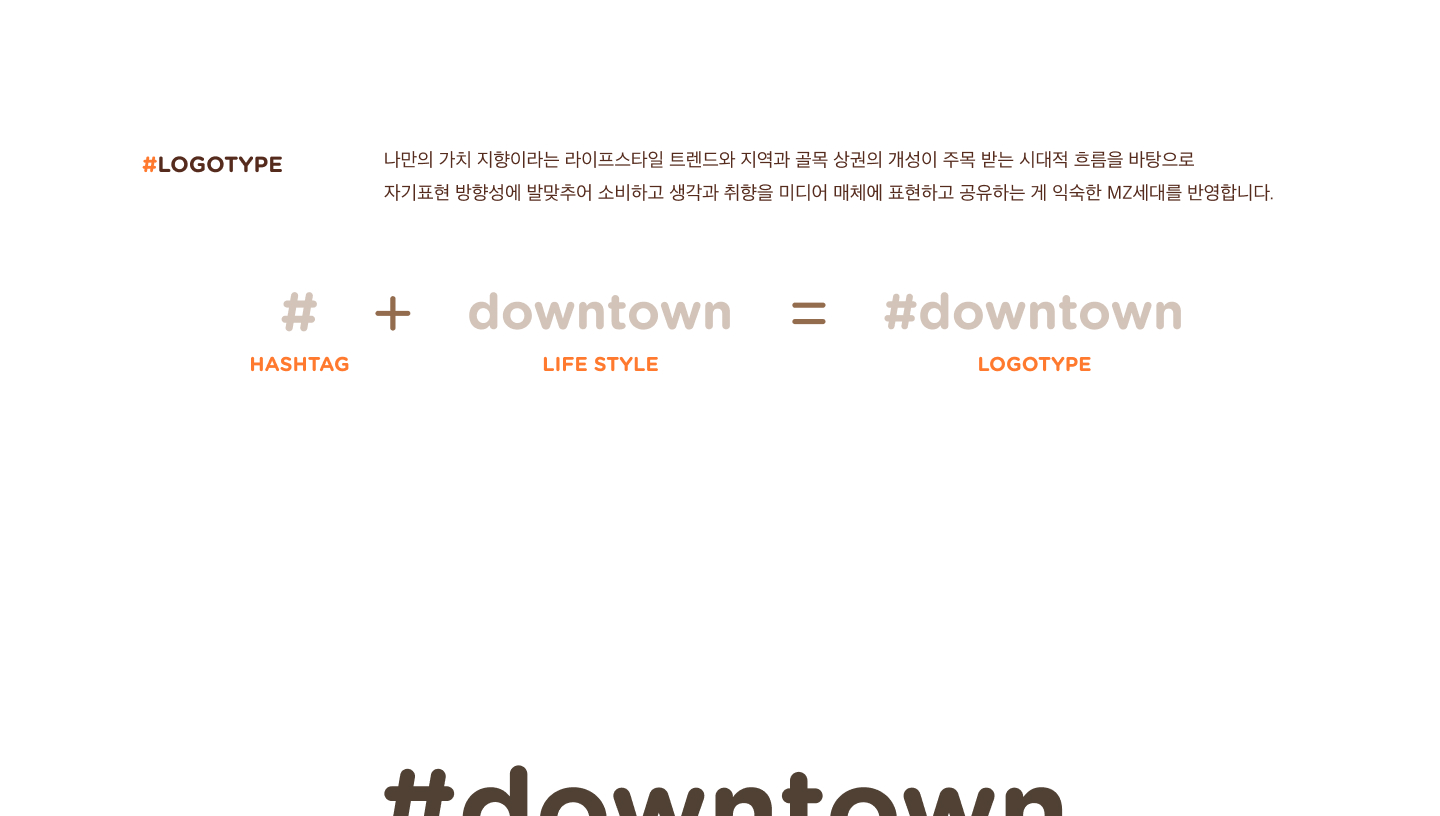 #LOGOTYPE
나만의 가치 지향이라는 라이프스타일 트렌드와 지역과 골목 상권의 개성이 주목 받는 시대적 흐름을 바탕으로
자기표현 방향성에 발맞추어 소비하고 생각과 취향을 미디어 매체에 표현하고 공유하는 게 익숙한 MZ세대를 반영합니다.
# + downtown = #downtown
HASHTAG LIFE STYLE LOGOTYPE
#downtown